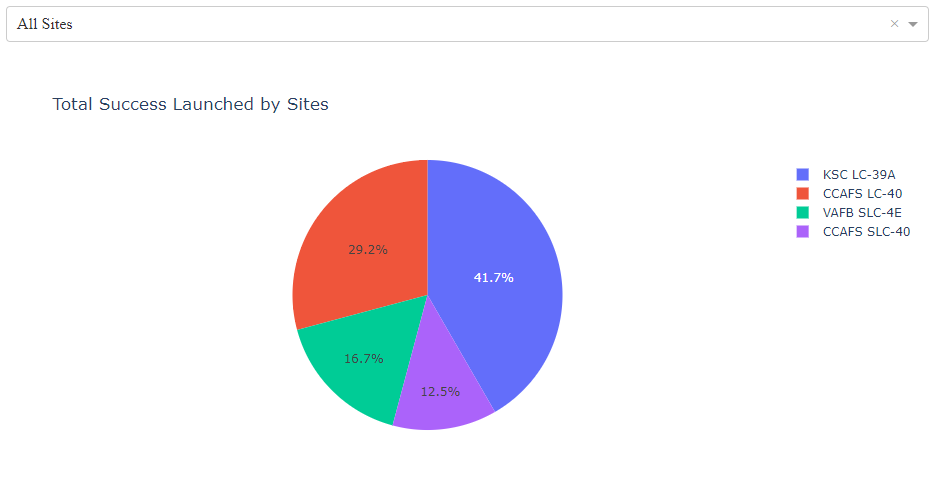 All Sites ×
Total Success Launched by Sites
KSC LC-39A
CCAFS LC-40
VAFB SLC-4E
CCAFS SLC-40
29.2%
41.7%
16.7%
12.5%